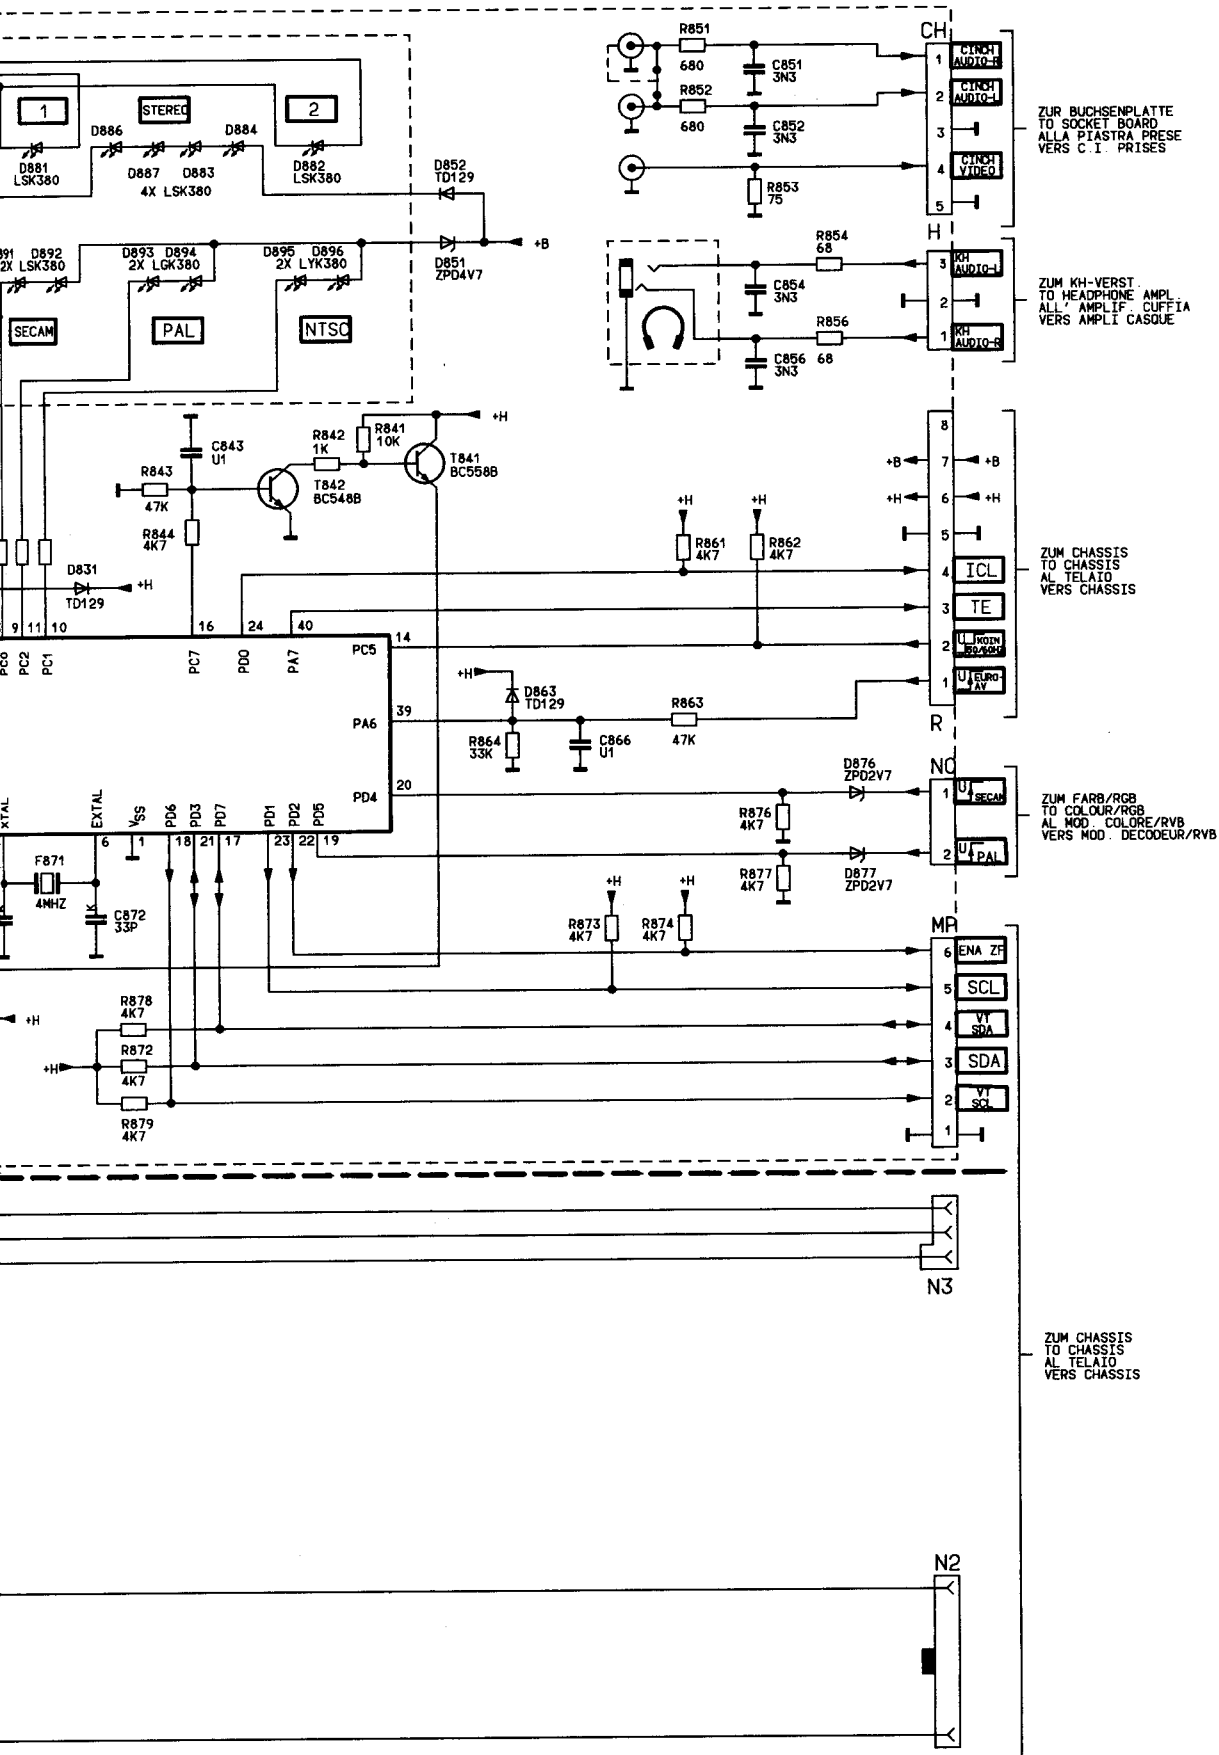 CH
R851
680
C851
3N3
1
CINCH
AUDIO-R
R852
680
C852
3N3
2
CINCH
AUDIO-L
3
4
CINCH
VIDEO
R853
75
5
ZUR BUCHSENPLATTE
TO SOCKET BOARD
ALLA PIASTRA PRESE
VERS C.I. PRISES
1
STEREO
2
D886
D884
D881
LSK380
D887
D883
4X LSK380
D882
LSK380
D852
TD129
+B
D851
ZPD4V7
D892
2X LSK380
D893
D894
2X LGK380
D895
D896
2X LYK380
SECAM
PAL
NTSC
H
R854
68
C854
3N3
R856
68
C856
3N3
3
KH
AUDIO-L
2
1
KH
AUDIO-R
ZUM KH-VERST.
TO HEADPHONE AMPL.
ALL' AMPLIF. CUFFIA
VERS AMPLI CASQUE
C843
U1
R843
47K
R844
4K7
R842
1K
R841
10K
+H
T841
BC558B
T842
BC548B
D831
TD129
+H
+H
R861
4K7
+H
R862
4K7
8
+B
7
+B
+H
6
+H
5
4
ICL
3
TE
2
U
KOIN
50/60HZ
1
U
EURO-
AV
R
ZUM CHASSIS
TO CHASSIS
AL TELAIO
VERS CHASSIS
9
11
10
16
24
40
14
PC0
PC2
PC1
PC7
PD0
PA7
PC5
39
PA6
20
PD4
+H
D863
TD129
R864
33K
C866
U1
R863
47K
D876
ZPD2V7
R876
4K7
R877
4K7
D877
ZPD2V7
NC
1
U
SECAM
2
U
PAL
ZUM FARB/RGB
TO COLOUR/RGB
AL MOD. COLORE/RVB
VERS MOD. DECODEUR/RVB
XTAL
EXTAL
VSS
PD6
PD3
PD7
PD1
PD2
PD5
6
1
18
21
17
23
22
19
F871
4MHZ
K
K
C872
33P
+H
R873
4K7
+H
R874
4K7
MP
6
ENA ZF
5
SCL
4
VT
SDA
3
SDA
2
VT
SCL
1
+H
R878
4K7
+H
R872
4K7
R879
4K7
N3
ZUM CHASSIS
TO CHASSIS
AL TELAIO
VERS CHASSIS
N2